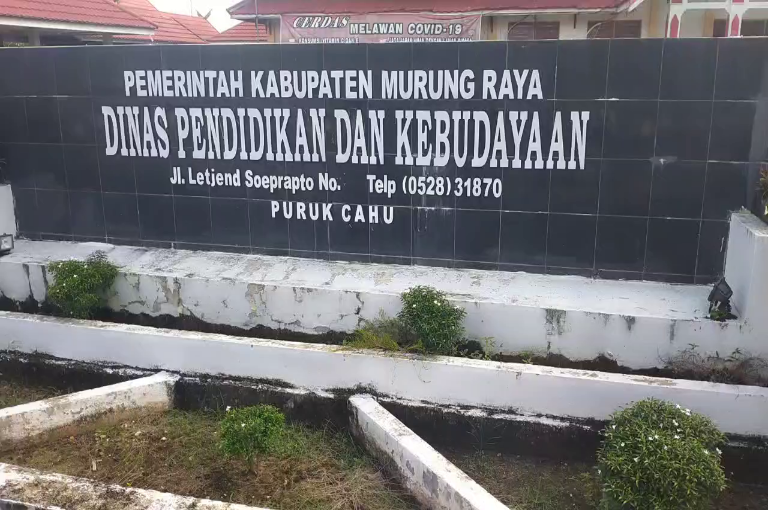 CERDAS MELAWAN COVID-19
PEMERINTAH KABUPATEN MURUNG RAYA
DINAS PENDIDIKAN DAN KEBUDAYAAN
Jl. Letjend Soeprapto No. Telp (0528) 31870
PURUK CAHU